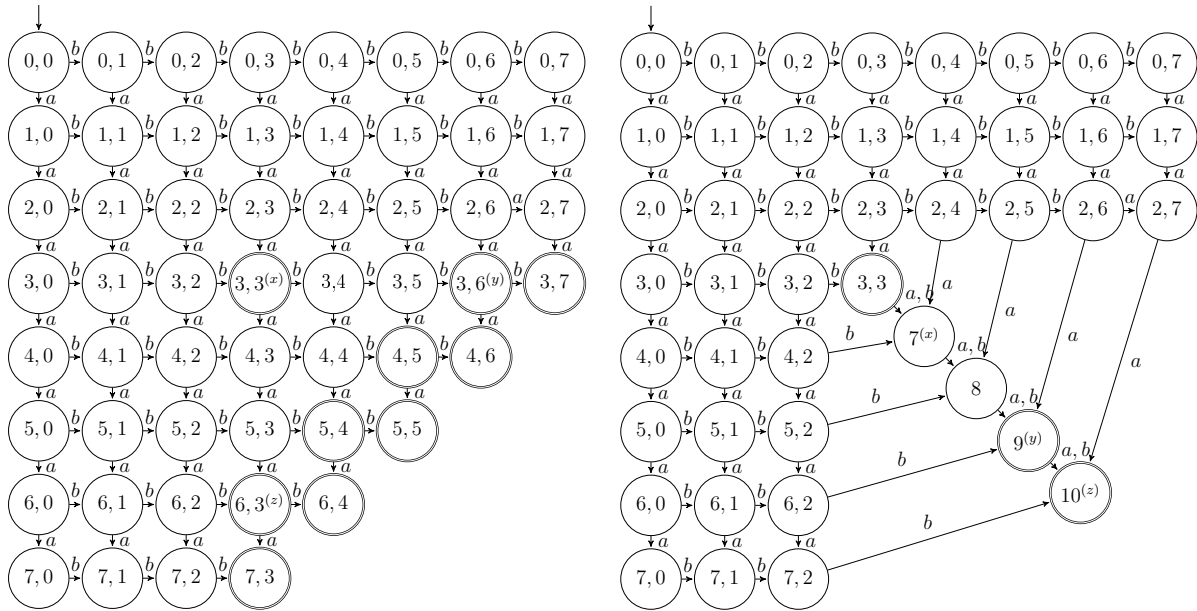 0, 0 b 0, 1 b 0, 2 b 0, 3 b 0, 4 b 0, 5 b 0, 6 b 0, 7
a a a a a a a a
1, 0 b 1, 1 b 1, 2 b 1, 3 b 1, 4 b 1, 5 b 1, 6 b 1, 7
a a a a a a a a
2, 0 b 2, 1 b 2, 2 b 2, 3 b 2, 4 b 2, 5 b 2, 6 a 2, 7
a a a a a a a a
3, 0 b 3, 1 b 3, 2 b 3, 3^(x) b 3,4 b 3, 5 b 3, 6^(y) b 3, 7
a a a a a a a
4, 0 b 4, 1 b 4, 2 b 4, 3 b 4, 4 b 4, 5 b 4, 6
a a a a a a
5, 0 b 5, 1 b 5, 2 b 5, 3 b 5, 4 b 5, 5
a a a a a
6, 0 b 6, 1 b 6, 2 b 6, 3^(z) b 6, 4
a a a a
7, 0 b 7, 1 b 7, 2 b 7, 3
0, 0 b 0, 1 b 0, 2 b 0, 3 b 0, 4 b 0, 5 b 0, 6 b 0, 7
a a a a a a a a
1, 0 b 1, 1 b 1, 2 b 1, 3 b 1, 4 b 1, 5 b 1, 6 b 1, 7
a a a a a a a a
2, 0 b 2, 1 b 2, 2 b 2, 3 b 2, 4 b 2, 5 b 2, 6 a 2, 7
a a a a
3, 0 b 3, 1 b 3, 2 b 3, 3 a, b a
a a a a a a
4, 0 b 4, 1 b 4, 2 b 7^(x) a, b
a a a
5, 0 b 5, 1 b 5, 2 b 8 a, b
a a a
9^(y) a, b
6, 0 b 6, 1 b 6, 2 b 10^(z)
a a a
7, 0 b 7, 1 b 7, 2 b